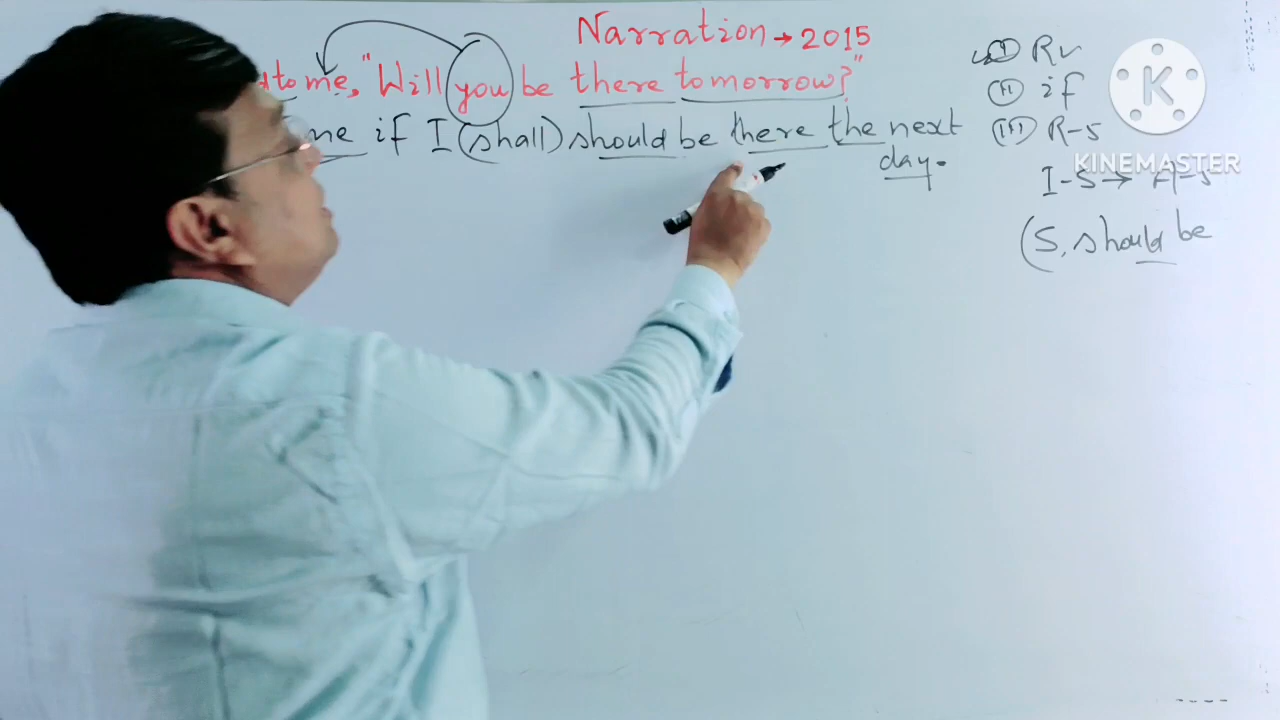 Narration → 2015
to me, "Will you be there tomorrow?"
me if I (shall) should be there the next
day.
(I) Rv
(II) if
(III) R-S
I-S → A-S
(S, should be
K
KINEMASTER